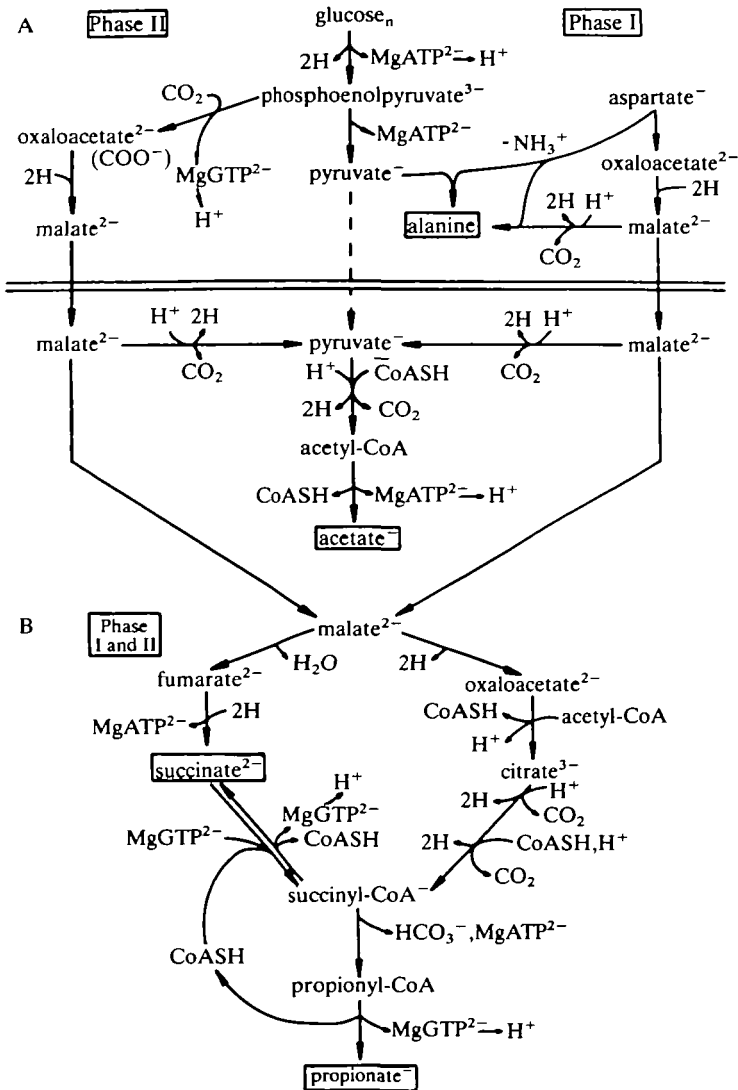 A
Phase II
glucoseₙ
Phase I
2H MgATP²⁻ H⁺
CO₂ phosphoenolpyruvate³⁻
aspartate⁻
oxaloacetate²⁻
(COO⁻)
MgATP²⁻
-NH₃⁺
2H
MgGTP²⁻
pyruvate⁻
oxaloacetate²⁻
H⁺
2H H⁺
2H
malate²⁻
alanine
malate²⁻
CO₂
H⁺ 2H
2H H⁺
malate²⁻
pyruvate⁻
malate²⁻
CO₂
CO₂
H⁺ CoASH
2H CO₂
acetyl-CoA
CoASH MgATP²⁻ H⁺
acetate⁻
B
Phase
I and II
malate²⁻
H₂O
2H
fumarate²⁻
oxaloacetate²⁻
MgATP²⁻ 2H
CoASH acetyl-CoA
H⁺
succinate²⁻
citrate³⁻
H⁺
2H H⁺
MgGTP²⁻
CO₂
MgGTP²⁻
CoASH
2H CoASH,H⁺
CO₂
succinyl-CoA⁻
HCO₃⁻,MgATP²⁻
CoASH
propionyl-CoA
MgGTP²⁻ H⁺
propionate⁻